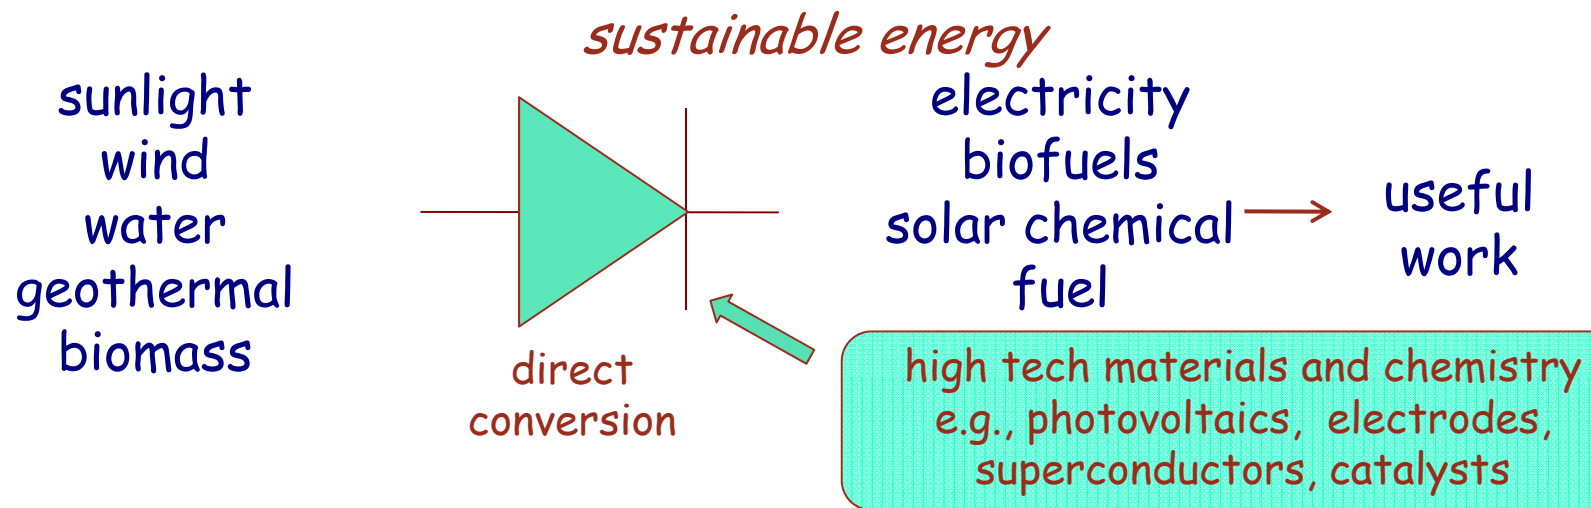 sustainable energy
sunlight
wind
water
geothermal
biomass
direct
conversion
electricity
biofuels
solar chemical
fuel
useful
work
high tech materials and chemistry
e.g., photovoltaics, electrodes,
superconductors, catalysts